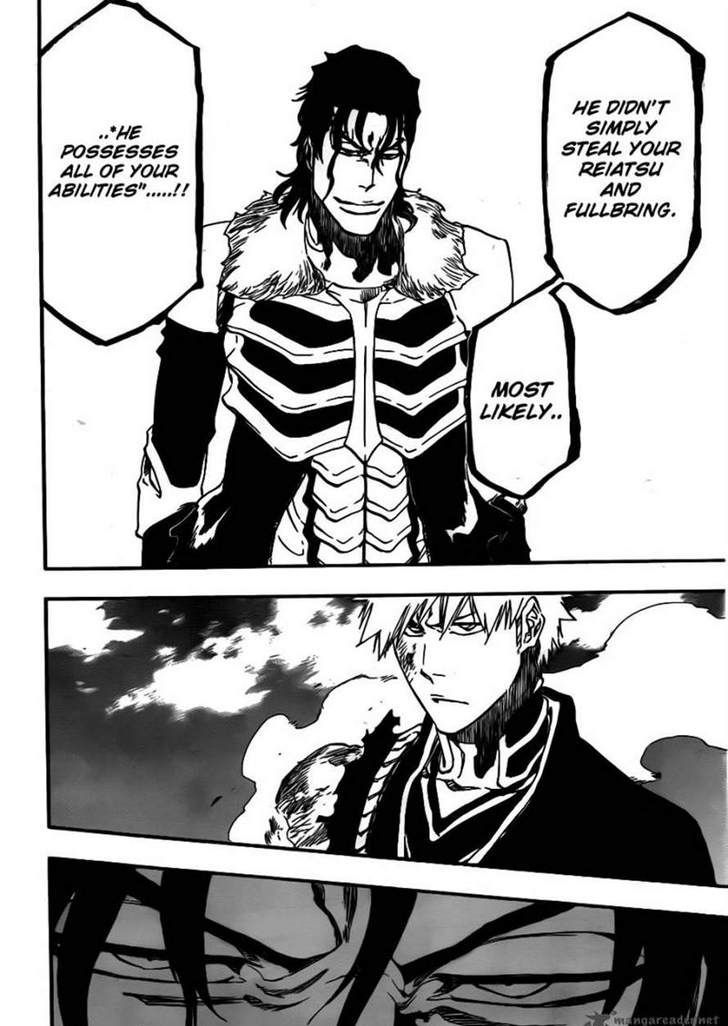 HE DIDN'T
SIMPLY
STEAL YOUR
REIATSU
AND
FULLBRING.
MOST
LIKELY..
..*HE
POSSESSES
ALL OF YOUR
ABILITIES".....!!
mangareader.net